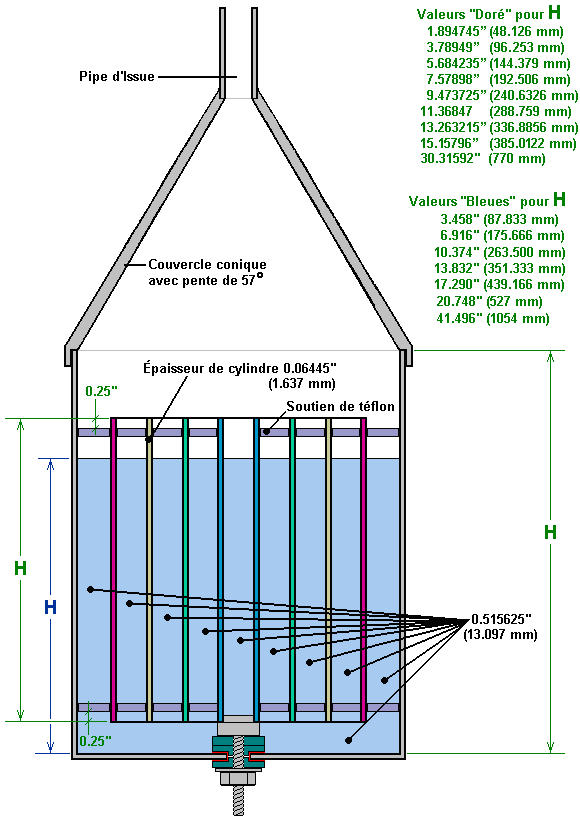 Valeurs "Doré" pour H
1.894745” (48.126 mm)
3.78949” (96.253 mm)
5.684235” (144.379 mm)
7.57898” (192.506 mm)
9.473725” (240.6326 mm)
11.36847 (288.759 mm)
13.263215” (336.8856 mm)
15.15796” (385.0122 mm)
30.31592" (770 mm)
Pipe d'Issue
Valeurs "Bleues" pour H
3.458” (87.833 mm)
6.916" (175.666 mm)
10.374" (263.500 mm)
13.832" (351.333 mm)
17.290" (439.166 mm)
20.748" (527 mm)
41.496" (1054 mm)
Couvercle conique
avec pente de 57°
Épaisseur de cylindre 0.06445"
(1.637 mm)
0.25"
Soutien de téflon
H
H
H
0.515625"
(13.097 mm)
0.25"